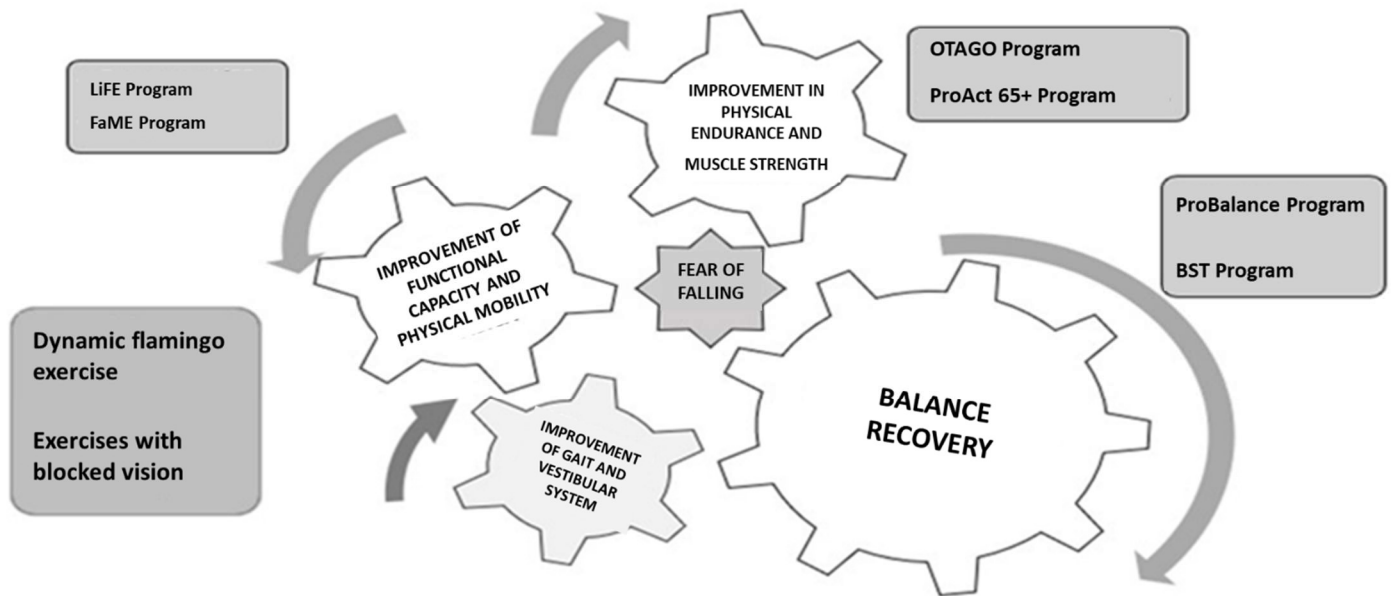 LiFE Program
FaME Program
IMPROVEMENT IN
PHYSICAL
ENDURANCE AND
MUSCLE STRENGTH
OTAGO Program
ProAct 65+ Program
IMPROVEMENT OF
FUNCTIONAL
CAPACITY AND
PHYSICAL MOBILITY
FEAR OF
FALLING
ProBalance Program
BST Program
Dynamic flamingo
exercise
Exercises with
blocked vision
IMPROVEMENT
OF GAIT AND
VESTIBULAR
SYSTEM
BALANCE
RECOVERY